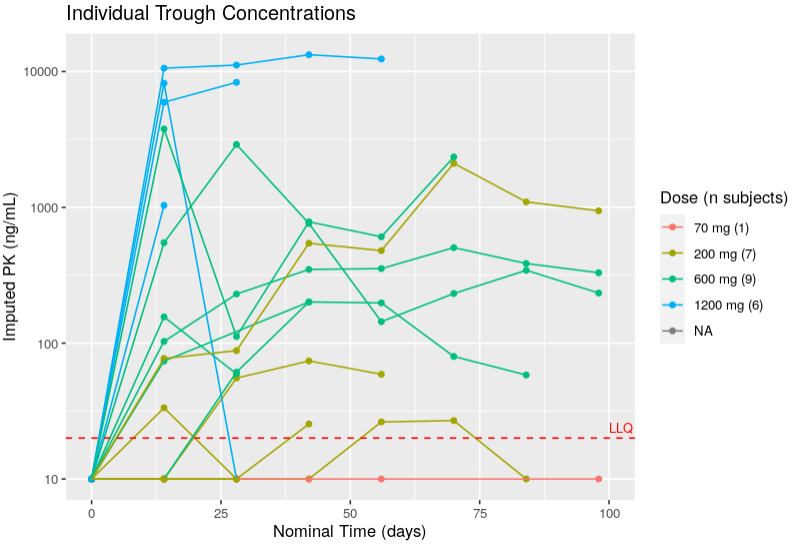 Individual Trough Concentrations
Imputed PK (ng/mL)
10000
1000
100
10
LLQ
0
25
50
75
100
Nominal Time (days)
Dose (n subjects)
70 mg (1)
200 mg (7)
600 mg (9)
1200 mg (6)
NA